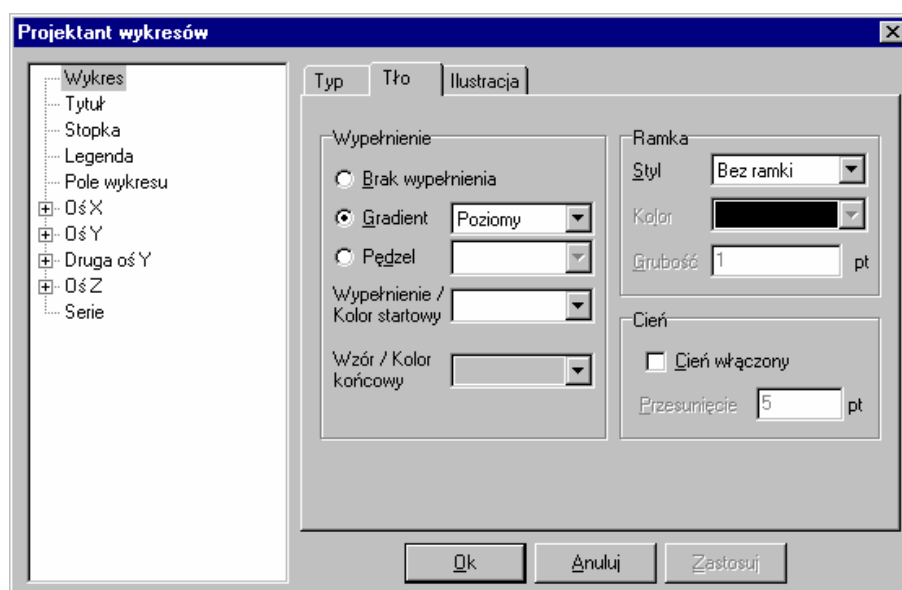 Projektant wykresów
Wykres
Tytuł
Stopka
Legenda
Pole wykresu
Oś X
Oś Y
Druga oś Y
Oś Z
Serie
Typ
Tło
Ilustracja
Wypełnienie
Brak wypełnienia
Gradient Poziomy
Pędzel
Wypełnienie /
Kolor startowy
Wzór / Kolor
końcowy
Ramka
Styl Bez ramki
Kolor
Grubość 1 pt
Cień
Cień włączony
Przesunięcie 5 pt
Ok
Anuluj
Zastosuj